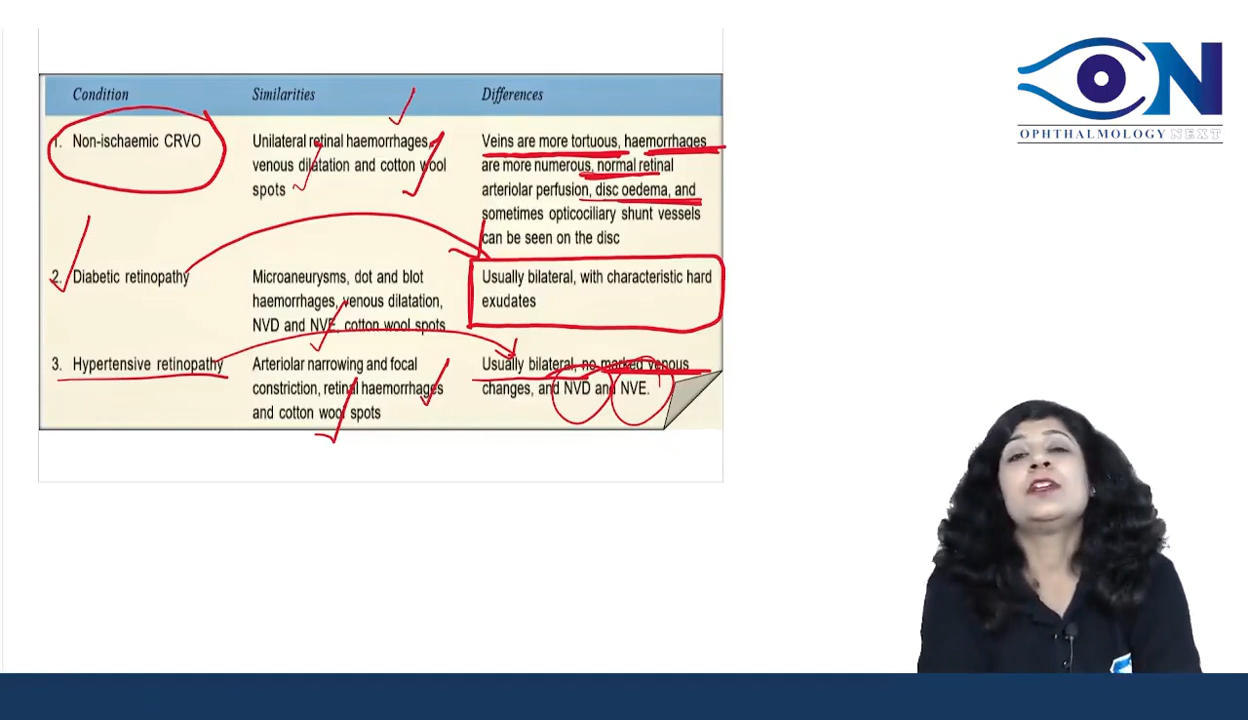 Condition Similarities Differences
1. Non-ischaemic CRVO
Unilateral retinal haemorrhages,
venous dilatation and cotton wool
spots
Veins are more tortuous, haemorrhages
are more numerous, normal retinal
arteriolar perfusion, disc oedema, and
sometimes opticociliary shunt vessels
can be seen on the disc
2. Diabetic retinopathy
Microaneurysms, dot and blot
haemorrhages, venous dilatation,
NVD and NVE, cotton wool spots
Usually bilateral, with characteristic hard
exudates
3. Hypertensive retinopathy
Arteriolar narrowing and focal
constriction, retinal haemorrhages
and cotton wool spots
Usually bilateral, no marked venous
changes, and NVD and NVE.
ON
OPHTHALMOLOGY NEXT